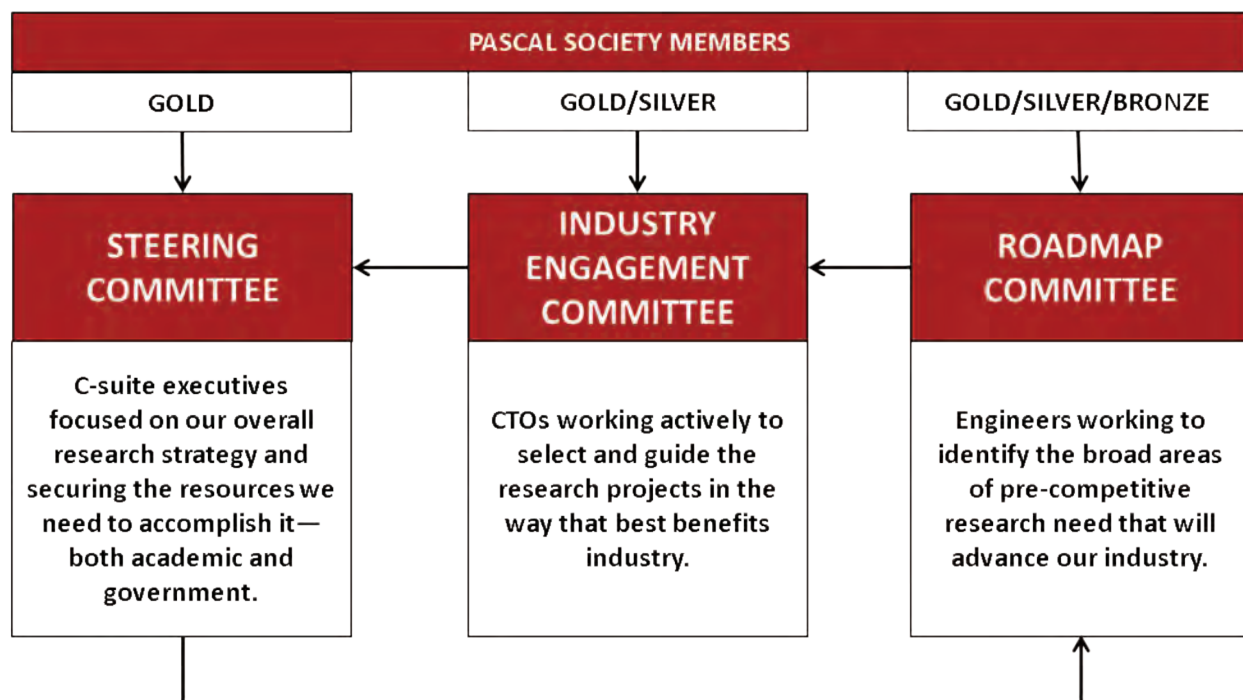 PASCAL SOCIETY MEMBERS
GOLD
GOLD/SILVER
GOLD/SILVER/BRONZE
STEERING
COMMITTEE
INDUSTRY
ENGAGEMENT
COMMITTEE
ROADMAP
COMMITTEE
C-suite executives
focused on our overall
research strategy and
securing the resources we
need to accomplish it—
both academic and
government.
CTOs working actively to
select and guide the
research projects in the
way that best benefits
industry.
Engineers working to
identify the broad areas
of pre-competitive
research need that will
advance our industry.